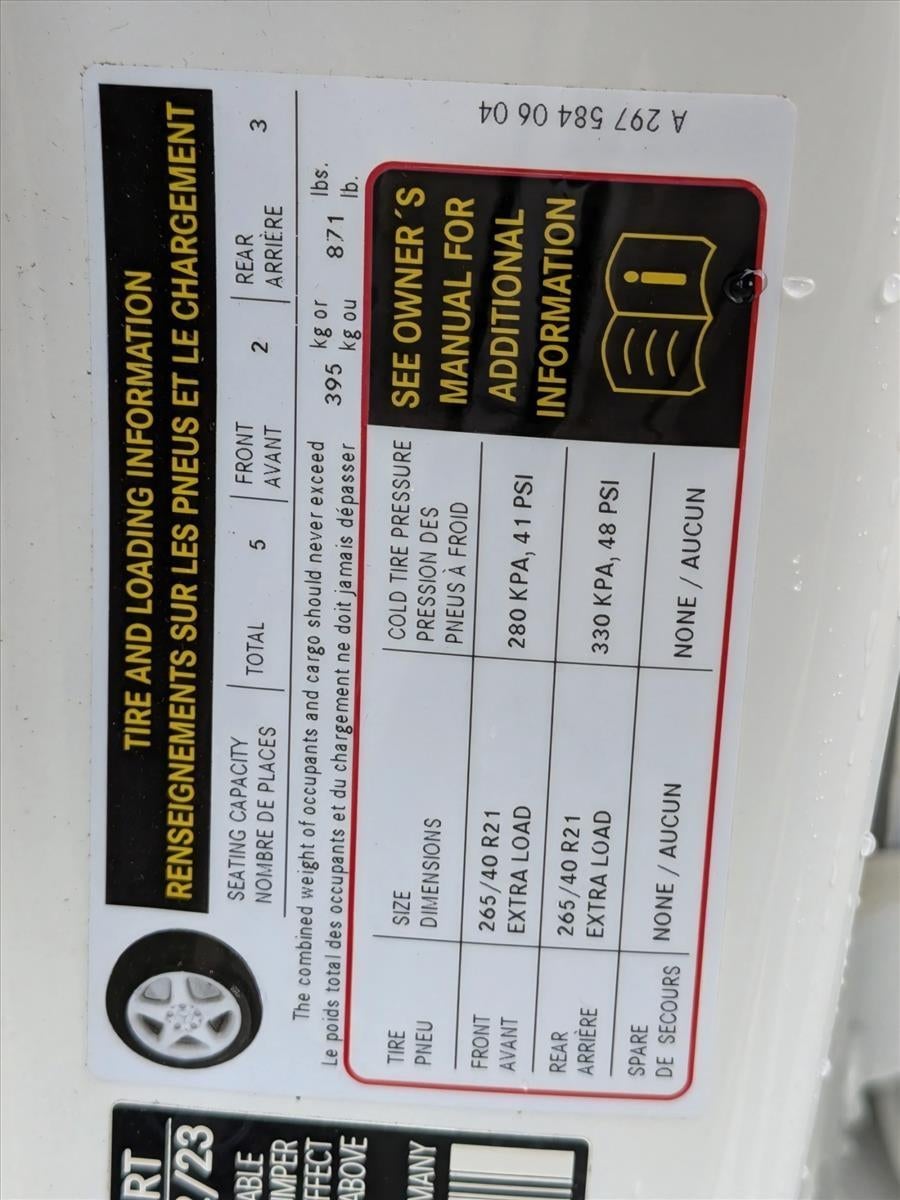 TIRE AND LOADING INFORMATION
RENSEIGNEMENTS SUR LES PNEUS ET LE CHARGEMENT
SEATING CAPACITY TOTAL 5 FRONT 2 REAR 3
NOMBRE DE PLACES AVANT ARRIÈRE
The combined weight of occupants and cargo should never exceed 395 kg or 871 lbs.
Le poids total des occupants et du chargement ne doit jamais dépasser kg ou lb.
TIRE SIZE COLD TIRE PRESSURE
PNEU DIMENSIONS PRESSION DES
PNEUS À FROID
FRONT 265/40 R21 280 KPA, 41 PSI
AVANT EXTRA LOAD
REAR 265/40 R21 330 KPA, 48 PSI
ARRIÈRE EXTRA LOAD
SPARE NONE / AUCUN NONE / AUCUN
DE SECOURS
SEE OWNER´S
MANUAL FOR
ADDITIONAL
INFORMATION
i
A 297 584 06 04
RT
/23
ABLE
MPER
FFECT
ABOVE
MANY